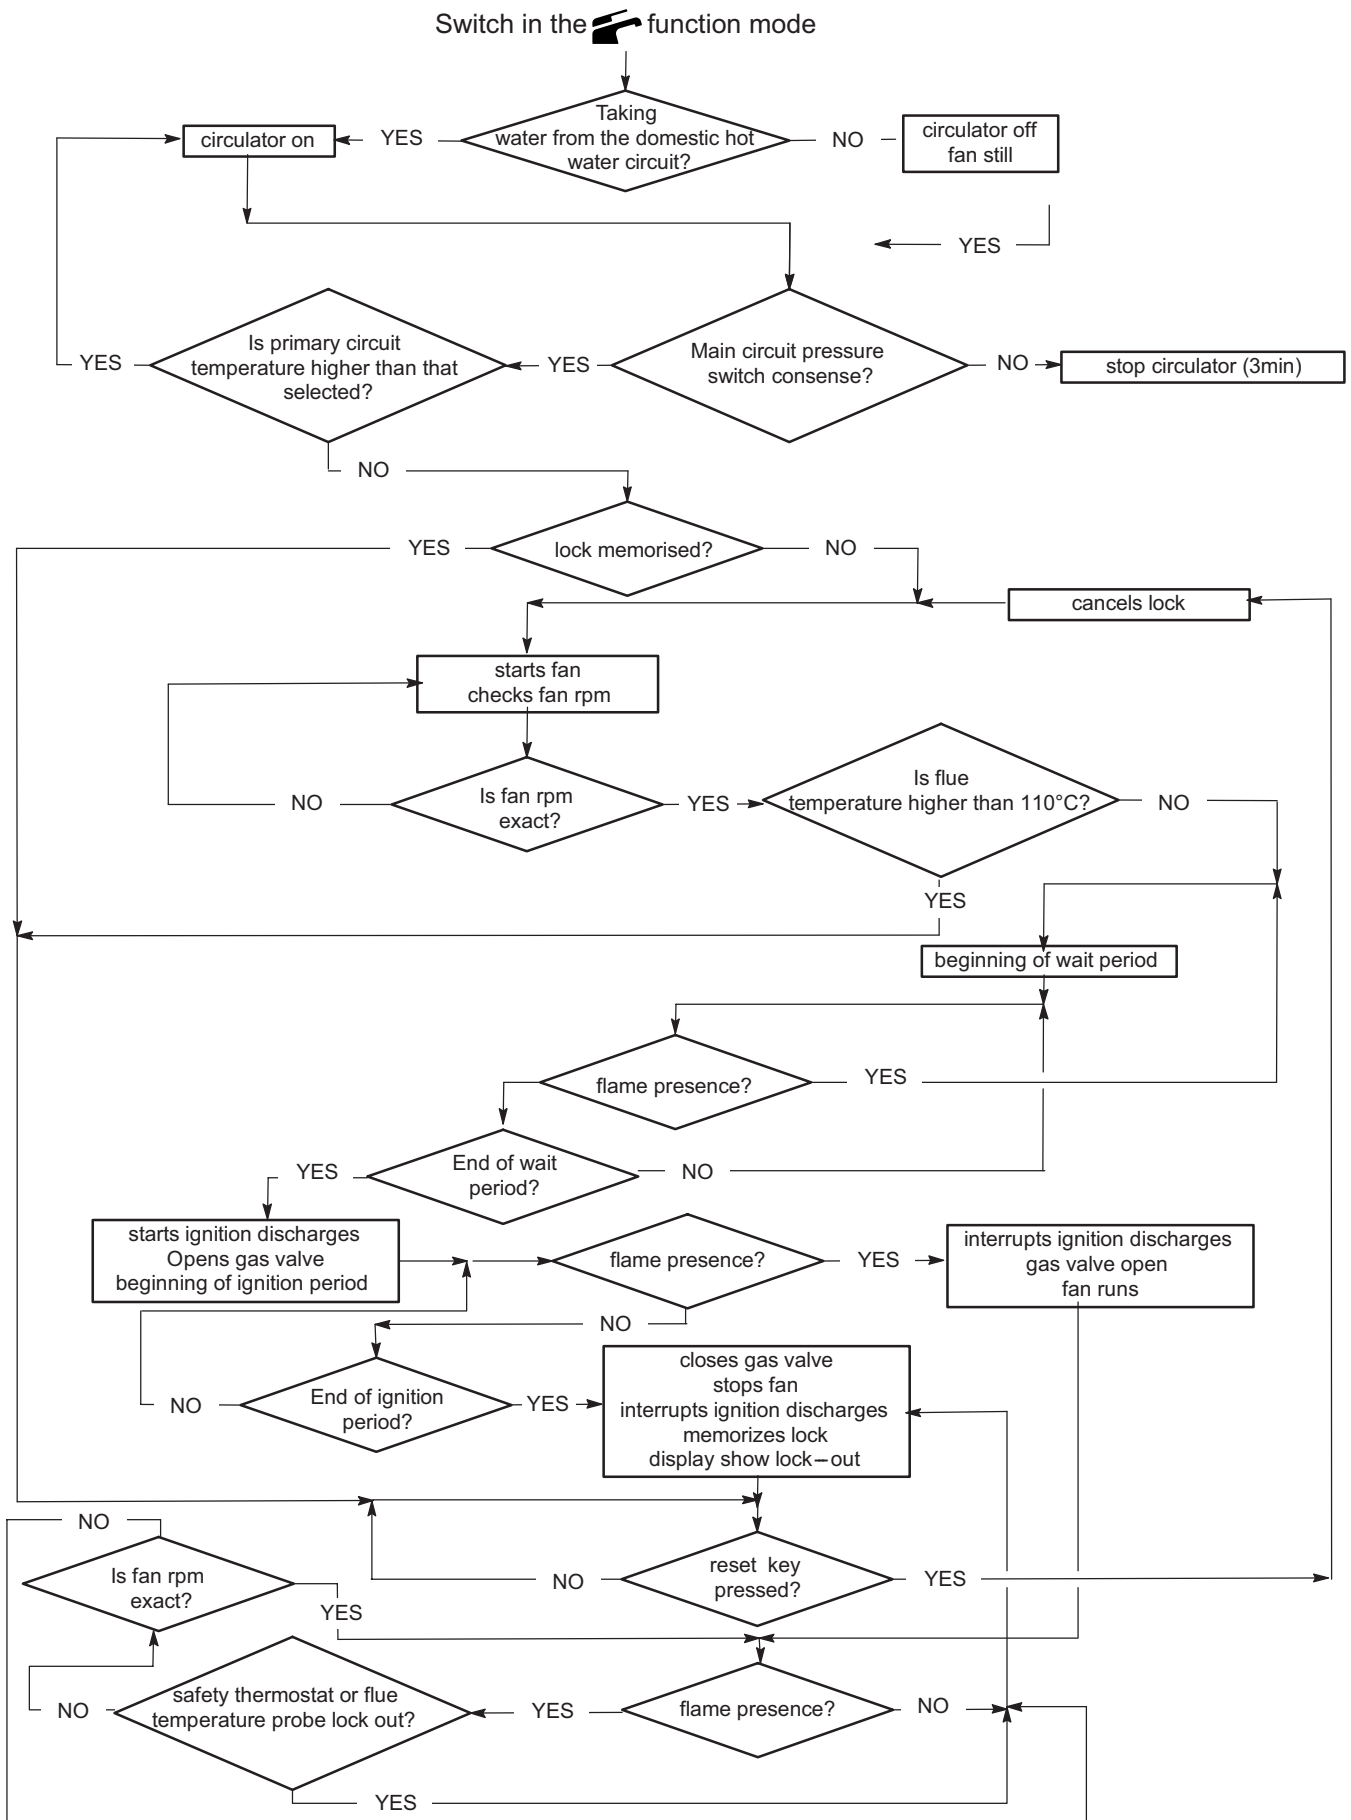 Switch in the function mode
Taking
water from the domestic hot
water circuit?
YES
NO
circulator on
circulator off
fan still
YES
Is primary circuit
temperature higher than that
selected?
YES
YES
Main circuit pressure
switch consense?
NO
stop circulator (3min)
NO
lock memorised?
YES
NO
cancels lock
starts fan
checks fan rpm
Is fan rpm
exact?
NO
YES
Is flue
temperature higher than 110°C?
NO
YES
beginning of wait period
flame presence?
YES
End of wait
period?
YES
NO
starts ignition discharges
Opens gas valve
beginning of ignition period
flame presence?
YES
interrupts ignition discharges
gas valve open
fan runs
NO
End of ignition
period?
NO
YES
closes gas valve
stops fan
interrupts ignition discharges
memorizes lock
display show lock-out
NO
Is fan rpm
exact?
YES
NO
reset key
pressed?
YES
safety thermostat or flue
temperature probe lock out?
NO
YES
flame presence?
NO
YES